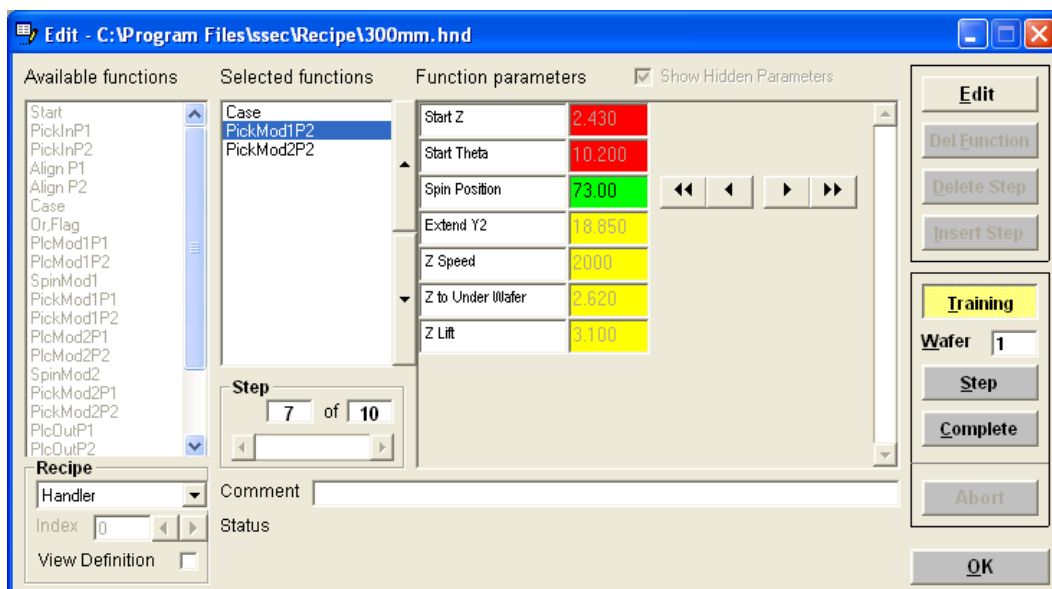 Edit - C:\Program Files\ssec\Recipe\300mm.hnd
Available functions
Start
PickInP1
PickInP2
Align P1
Align P2
Case
Or,Flag
PlcMod1P1
PlcMod1P2
SpinMod1
PickMod1P1
PickMod1P2
PlcMod2P1
PlcMod2P2
SpinMod2
PickMod2P1
PickMod2P2
PlcOutP1
PlcOutP2
Recipe
Handler
Index 0
View Definition
Selected functions
Case
PickMod1P2
PickMod2P2
Step
7 of 10
Function parameters
Show Hidden Parameters
Start Z 2.430
Start Theta 10.200
Spin Position 73.00
Extend Y2 18.850
Z Speed 2000
Z to Under Wafer 2.620
Z Lift 3.100
Comment
Status
Edit
Del Function
Delete Step
Insert Step
Training
Wafer 1
Step
Complete
Abort
OK